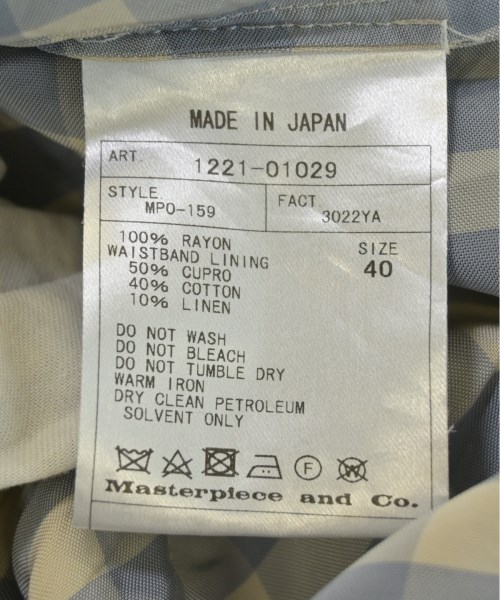 MADE IN JAPAN
ART. 1221-01029
STYLE. FACT.
MPO-159 3022YA
100% RAYON
WAISTBAND LINING SIZE
50% CUPRO 40
40% COTTON
10% LINEN
DO NOT WASH
DO NOT BLEACH
DO NOT TUMBLE DRY
WARM IRON
DRY CLEAN PETROLEUM
SOLVENT ONLY
F W
Masterpiece and Co.